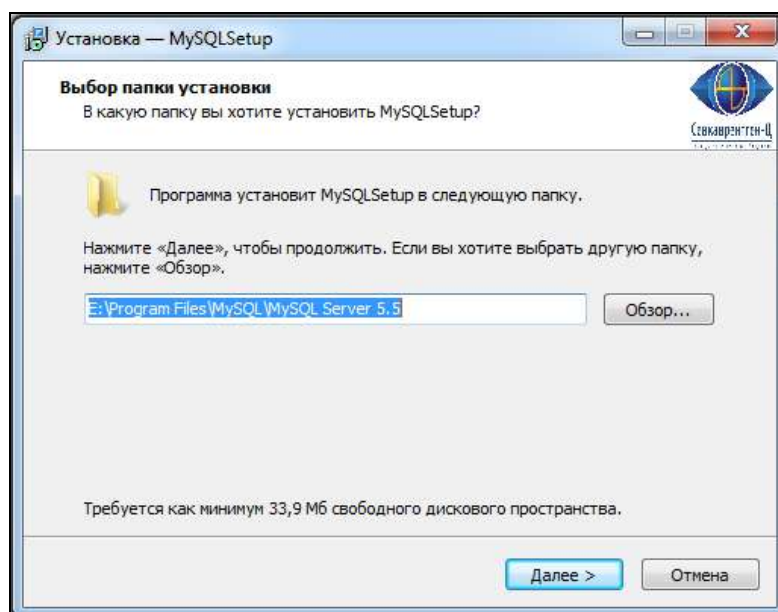 Установка — MySQLSetup
Выбор папки установки
В какую папку вы хотите установить MySQLSetup?
Севкаврентген-Ц
Программа установит MySQLSetup в следующую папку.
Нажмите «Далее», чтобы продолжить. Если вы хотите выбрать другую папку,
нажмите «Обзор».
E:\Program Files\MySQL\MySQL Server 5.5
Обзор...
Требуется как минимум 33,9 Мб свободного дискового пространства.
Далее >
Отмена